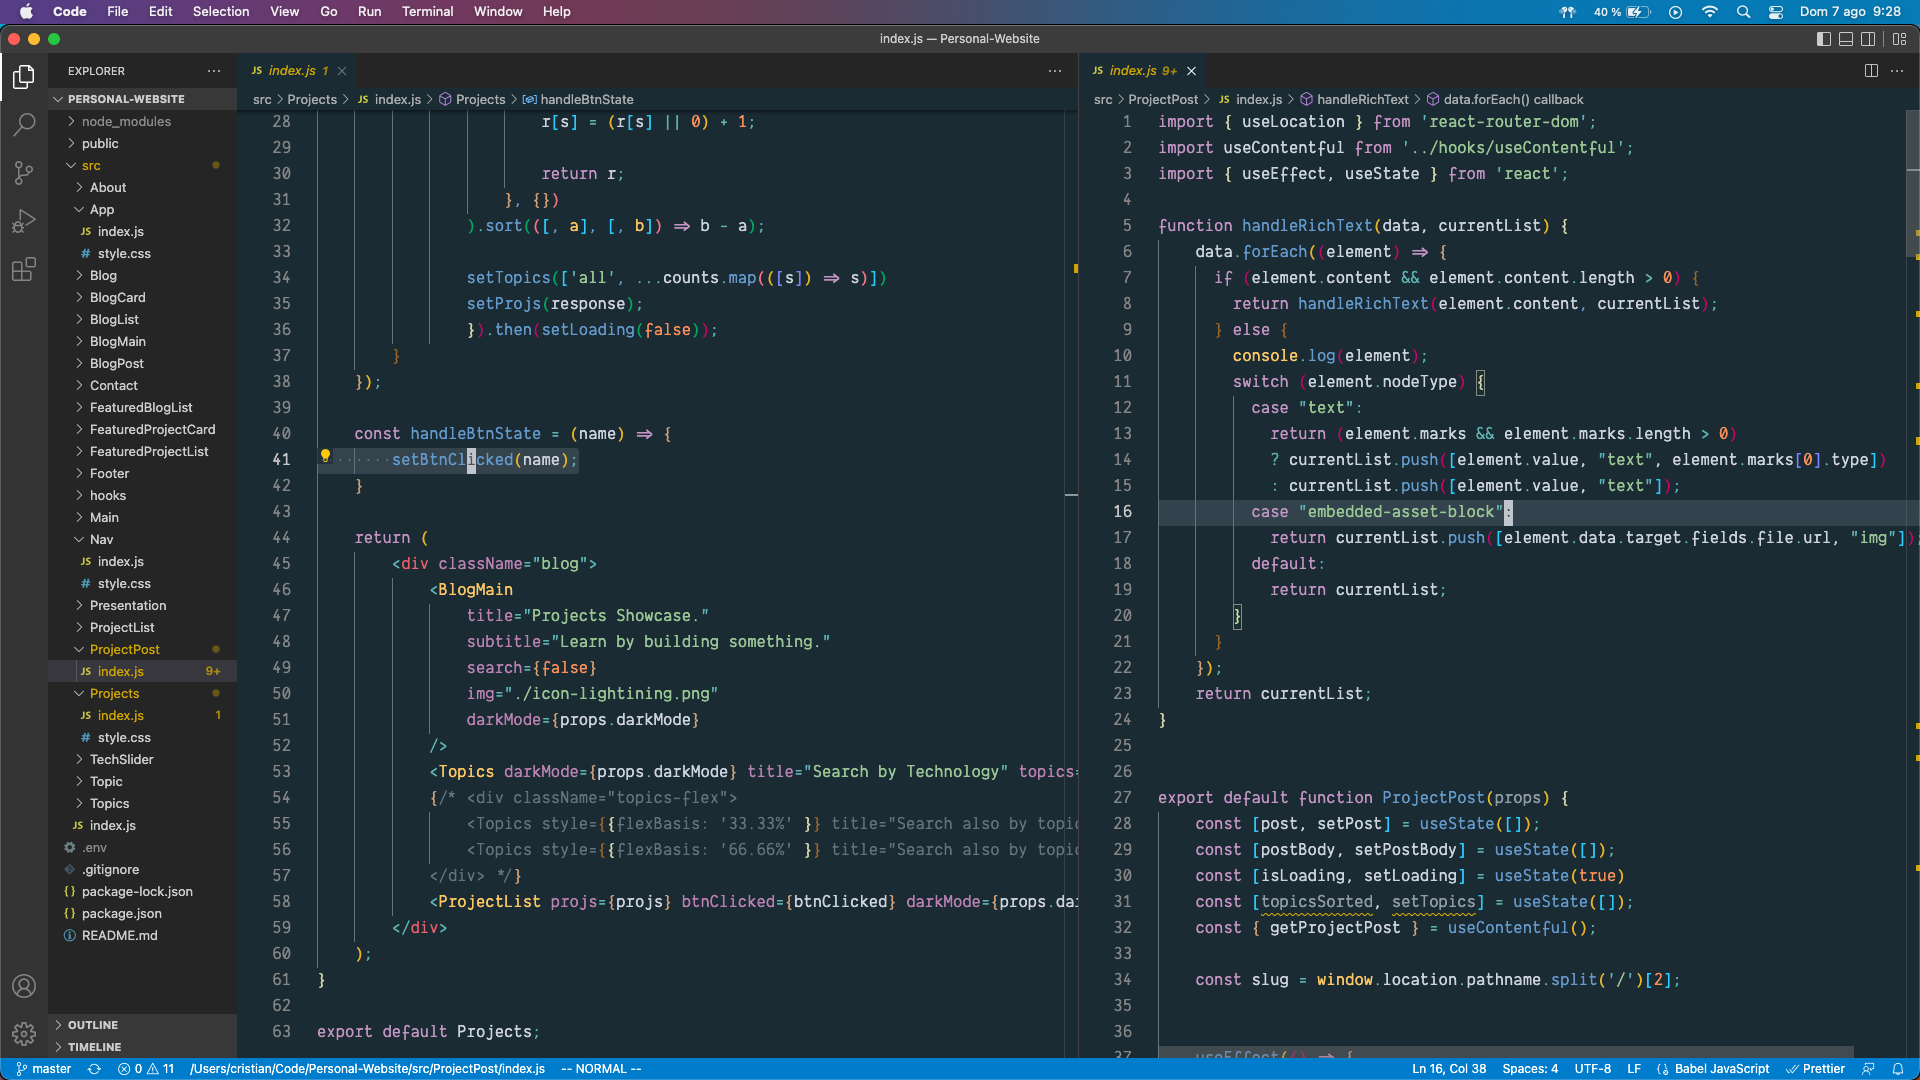 Code File Edit Selection View Go Run Terminal Window Help
40 % Dom 7 ago 9:28
index.js — Personal-Website
EXPLORER
PERSONAL-WEBSITE
node_modules
public
src
About
App
JS index.js
# style.css
Blog
BlogCard
BlogList
BlogMain
BlogPost
Contact
FeaturedBlogList
FeaturedProjectCard
FeaturedProjectList
Footer
hooks
Main
Nav
JS index.js
# style.css
Presentation
ProjectList
ProjectPost
JS index.js 9+
Projects
JS index.js 1
# style.css
TechSlider
Topic
Topics
JS index.js
.env
.gitignore
{} package-lock.json
{} package.json
README.md
OUTLINE
TIMELINE
JS index.js 1
src > Projects > JS index.js > Projects > handleBtnState
28 r[s] = (r[s] || 0) + 1;
29
30 return r;
31 }, {})
32 ).sort(([, a], [, b]) => b - a);
33
34 setTopics(['all', ...counts.map(([s]) => s)])
35 setProjs(response);
36 }).then(setLoading(false));
37 }
38 });
39
40 const handleBtnState = (name) => {
41 setBtnClicked(name);
42 }
43
44 return (
45 <div className="blog">
46 <BlogMain
47 title="Projects Showcase."
48 subtitle="Learn by building something."
49 search={false}
50 img="./icon-lightining.png"
51 darkMode={props.darkMode}
52 />
53 <Topics darkMode={props.darkMode} title="Search by Technology" topics=
54 {/* <div className="topics-flex">
55 <Topics style={{flexBasis: '33.33%' }} title="Search also by topic
56 <Topics style={{flexBasis: '66.66%' }} title="Search also by topic
57 </div> */}
58 <ProjectList projs={projs} btnClicked={btnClicked} darkMode={props.da
59 </div>
60 );
61 }
62
63 export default Projects;
JS index.js 9+
src > ProjectPost > JS index.js > handleRichText > data.forEach() callback
1 import { useLocation } from 'react-router-dom';
2 import useContentful from '../hooks/useContentful';
3 import { useEffect, useState } from 'react';
4
5 function handleRichText(data, currentList) {
6 data.forEach((element) => {
7 if (element.content && element.content.length > 0) {
8 return handleRichText(element.content, currentList);
9 } else {
10 console.log(element);
11 switch (element.nodeType) {
12 case "text":
13 return (element.marks && element.marks.length > 0)
14 ? currentList.push([element.value, "text", element.marks[0].type])
15 : currentList.push([element.value, "text"]);
16 case "embedded-asset-block":
17 return currentList.push([element.data.target.fields.file.url, "img"]);
18 default:
19 return currentList;
20 }
21 }
22 });
23 return currentList;
24 }
25
26
27 export default function ProjectPost(props) {
28 const [post, setPost] = useState([]);
29 const [postBody, setPostBody] = useState([]);
30 const [isLoading, setLoading] = useState(true)
31 const [topicsSorted, setTopics] = useState([]);
32 const { getProjectPost } = useContentful();
33
34 const slug = window.location.pathname.split('/')[2];
35
36
37 useEffect(() => {
master 0 11 /Users/cristian/Code/Personal-Website/src/ProjectPost/index.js -- NORMAL -- Ln 16, Col 38 Spaces: 4 UTF-8 LF Babel JavaScript Prettier